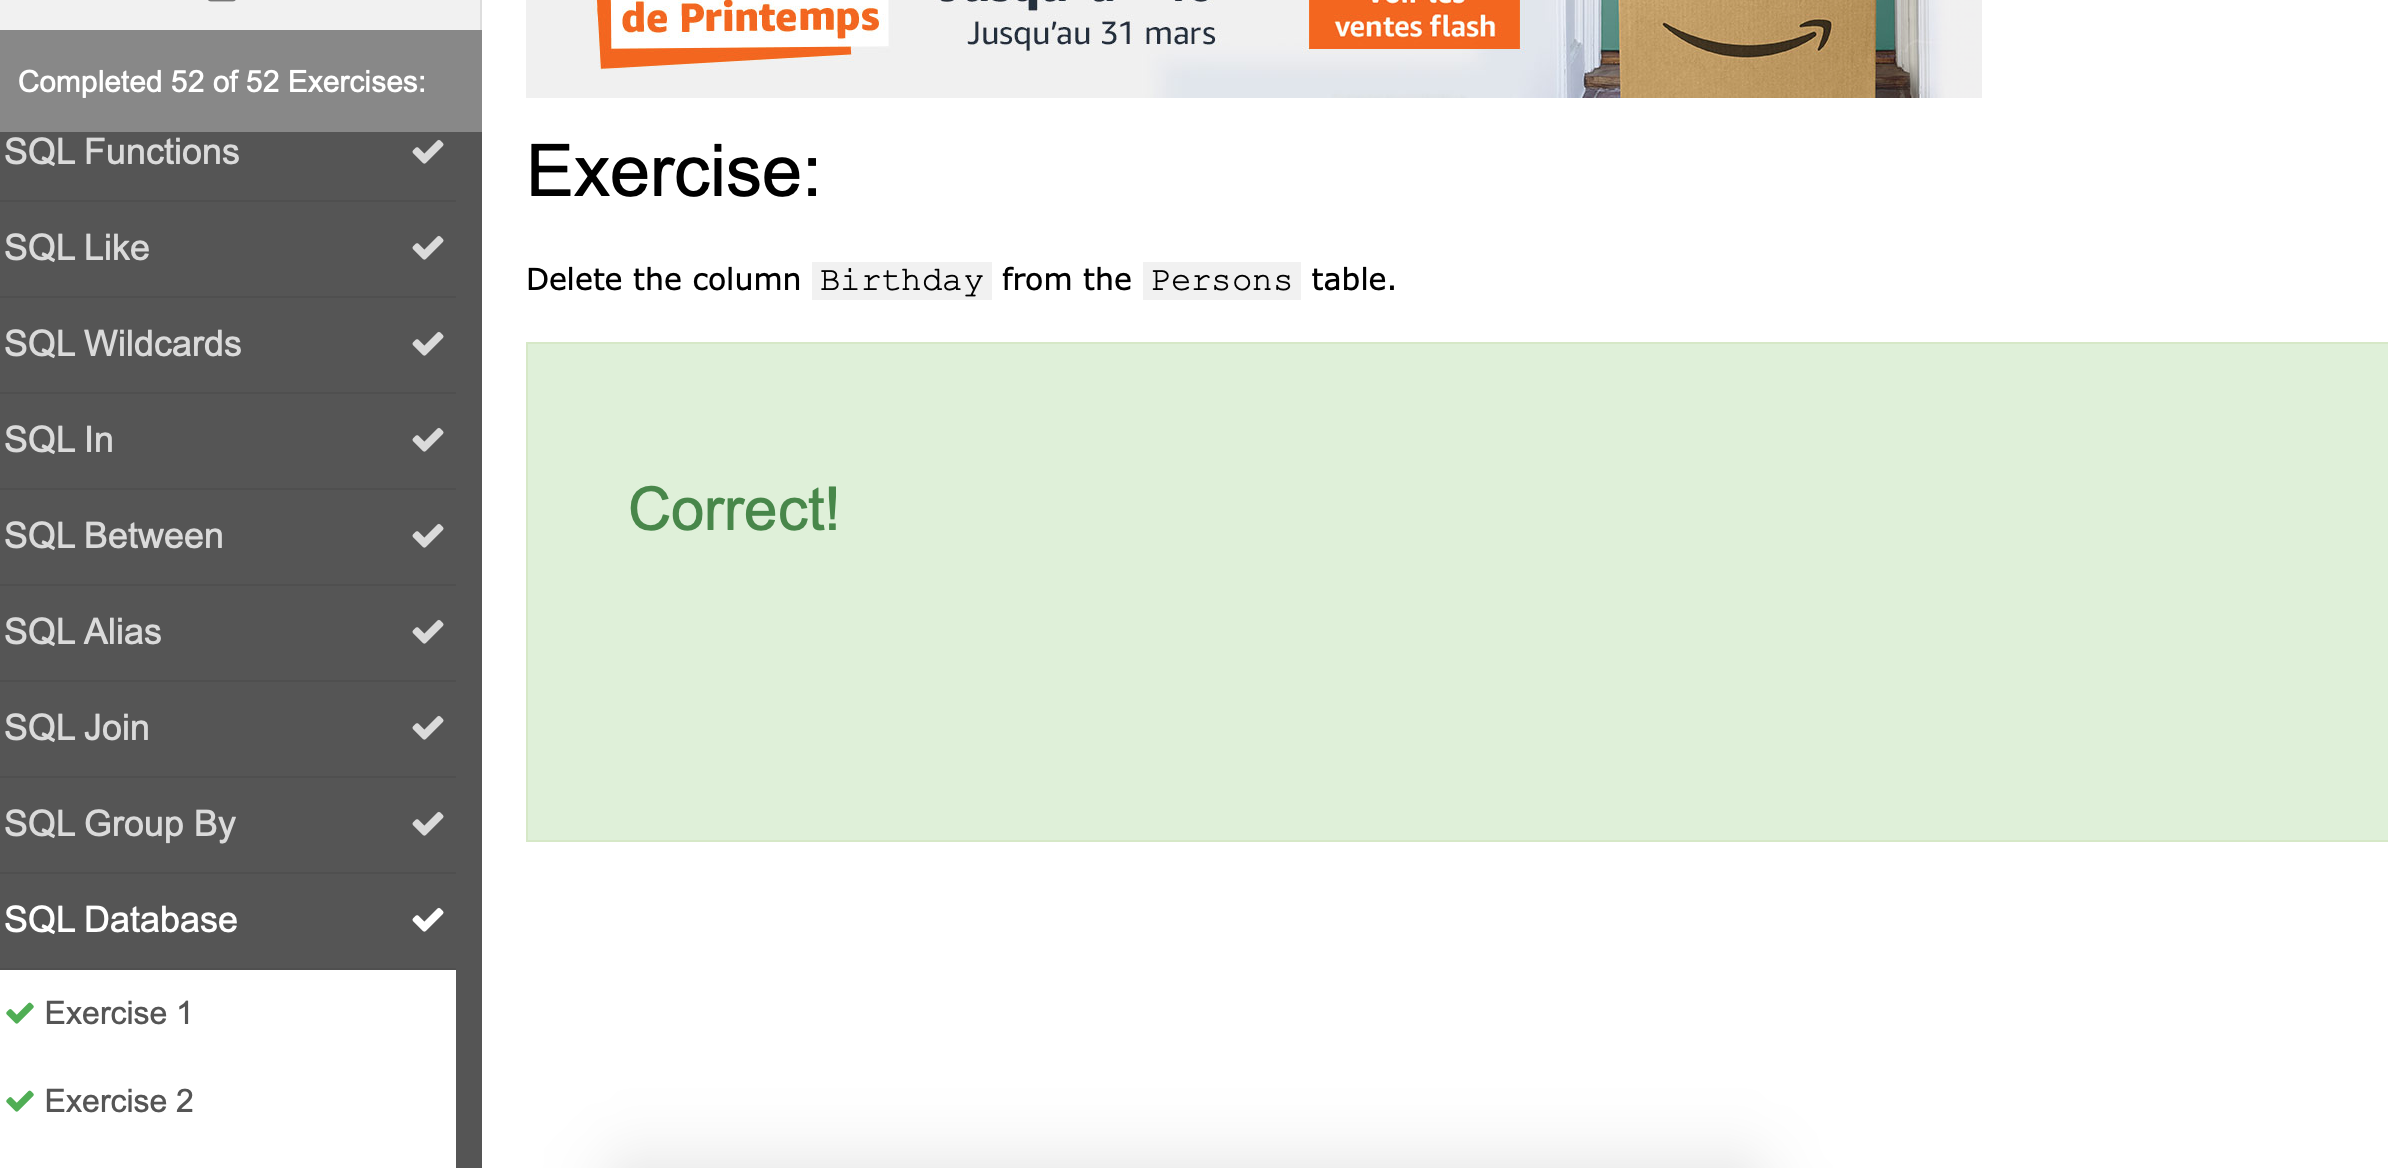 de Printemps
Jusqu'au 31 mars
ventes flash
Completed 52 of 52 Exercises:
SQL Functions
SQL Like
SQL Wildcards
SQL In
SQL Between
SQL Alias
SQL Join
SQL Group By
SQL Database
Exercise 1
Exercise 2
Exercise:
Delete the column Birthday from the Persons table.
Correct!